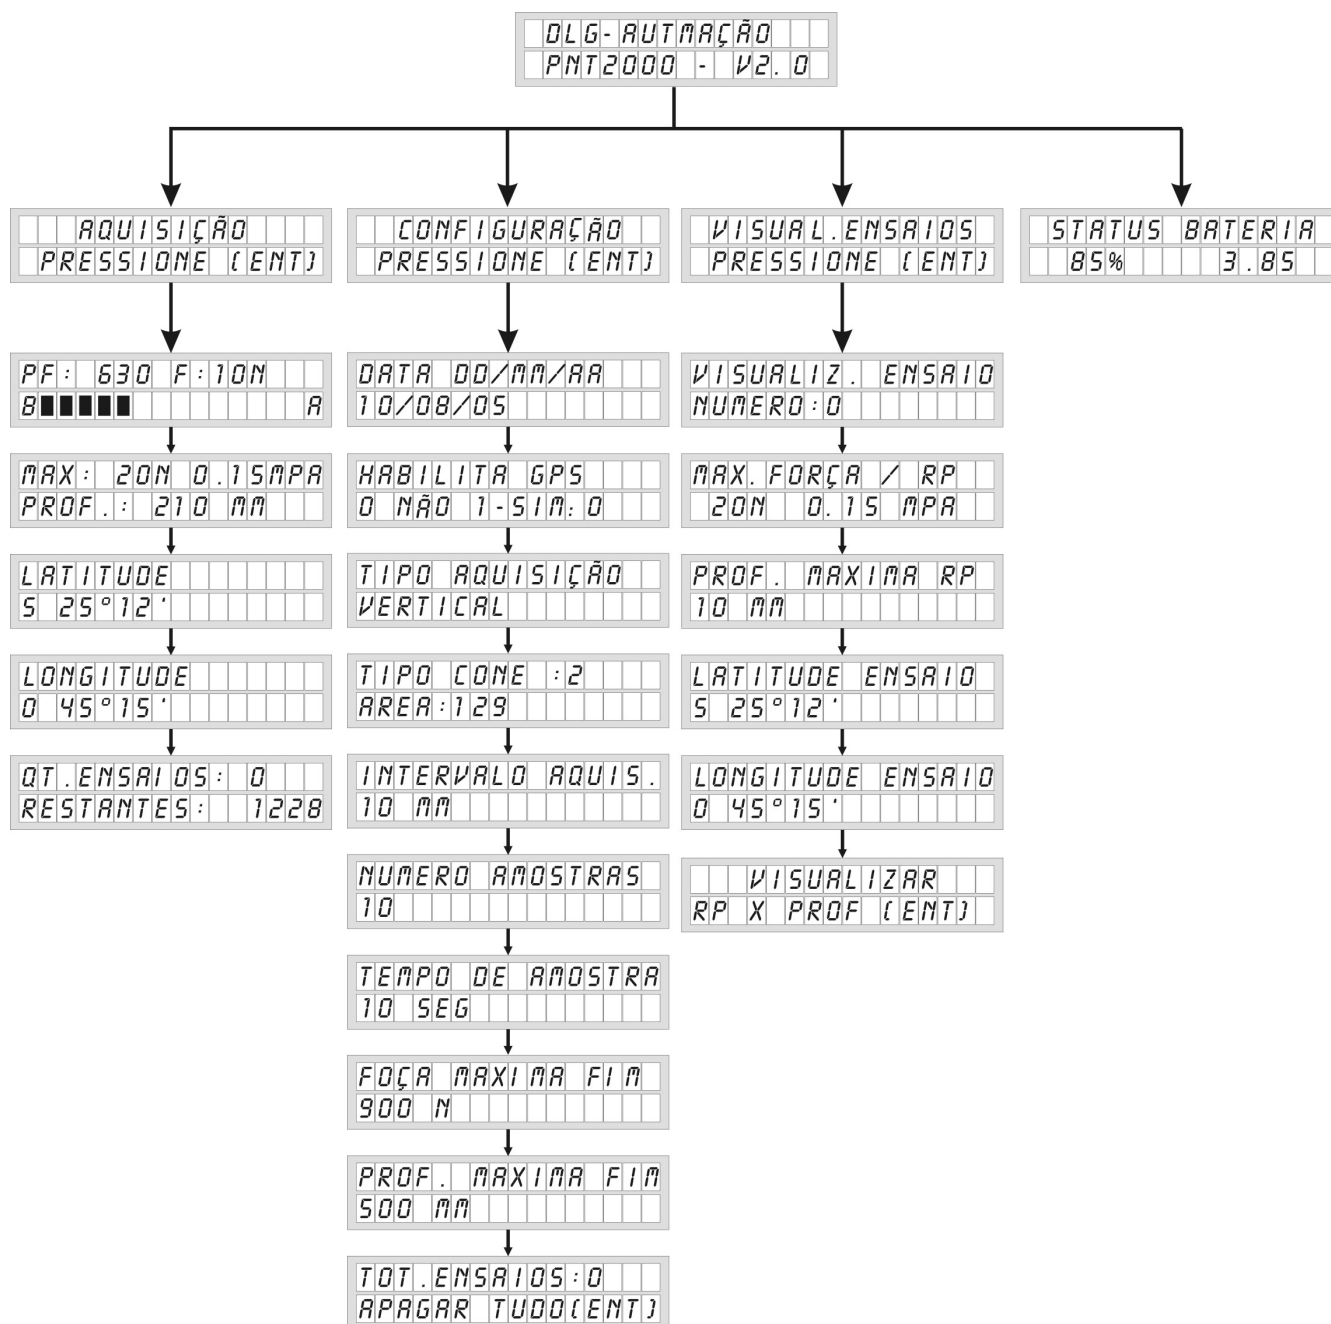 DLG-AUTMAÇÃO
PNT2000 - V2.0
AQUISIÇÃO
PRESSIONE (ENT)
PF: 630 F:10N
B█████ A
MAX: 20N 0.15MPA
PROF.: 210 MM
LATITUDE
S 25°12'
LONGITUDE
O 45°15'
QT.ENSAIOS: 0
RESTANTES: 1228
CONFIGURAÇÃO
PRESSIONE (ENT)
DATA DD/MM/AA
10/08/05
HABILITA GPS
0 NÃO 1-SIM: 0
TIPO AQUISIÇÃO
VERTICAL
TIPO CONE :2
AREA:129
INTERVALO AQUIS.
10 MM
NUMERO AMOSTRAS
10
TEMPO DE AMOSTRA
10 SEG
FOÇA MAXIMA FIM
900 N
PROF. MAXIMA FIM
500 MM
TOT.ENSAIOS:0
APAGAR TUDO(ENT)
VISUAL.ENSAIOS
PRESSIONE (ENT)
VISUALIZ. ENSAIO
NUMERO:0
MAX.FORÇA / RP
20N 0.15 MPA
PROF. MAXIMA RP
10 MM
LATITUDE ENSAIO
S 25°12'
LONGITUDE ENSAIO
O 45°15'
VISUALIZAR
RP X PROF (ENT)
STATUS BATERIA
85% 3.85